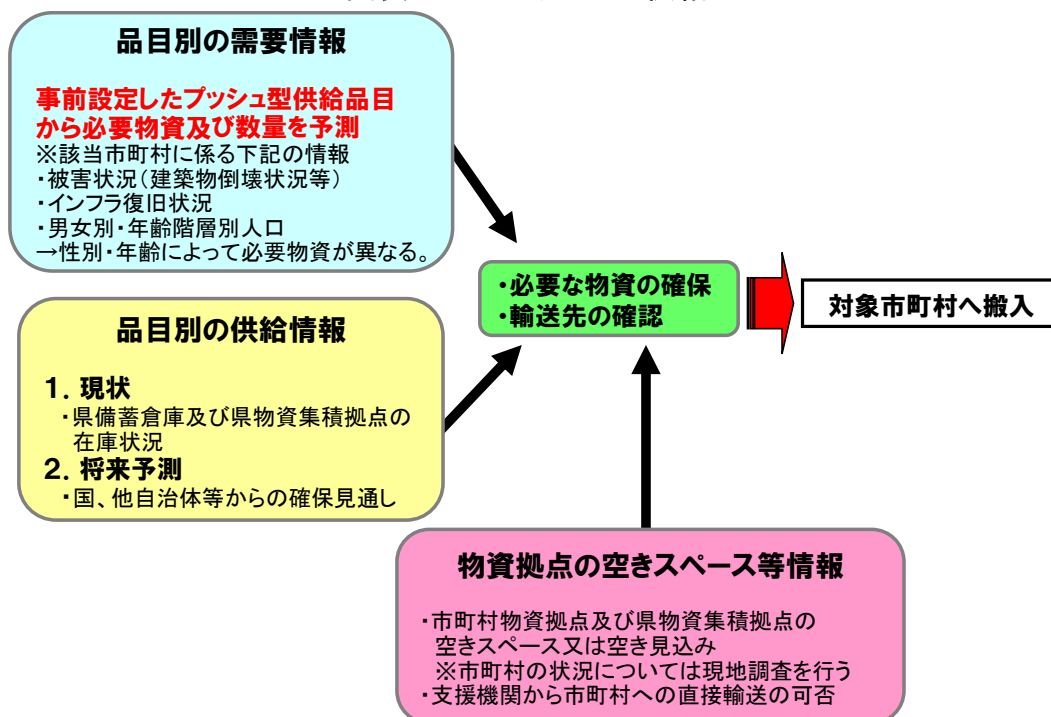 品目別の需要情報
事前設定したプッシュ型供給品目
から必要物資及び数量を予測
※該当市町村に係る下記の情報
・被害状況（建築物倒壊状況等）
・インフラ復旧状況
・男女別・年齢階層別人口
→性別・年齢によって必要物資が異なる。
品目別の供給情報
１．現状
・県備蓄倉庫及び県物資集積拠点の
在庫状況
２．将来予測
・国、他自治体等からの確保見通し
・必要な物資の確保
・輸送先の確認
対象市町村へ搬入
物資拠点の空きスペース等情報
・市町村物資拠点及び県物資集積拠点の
空きスペース又は空き見込み
※市町村の状況については現地調査を行う
・支援機関から市町村への直接輸送の可否